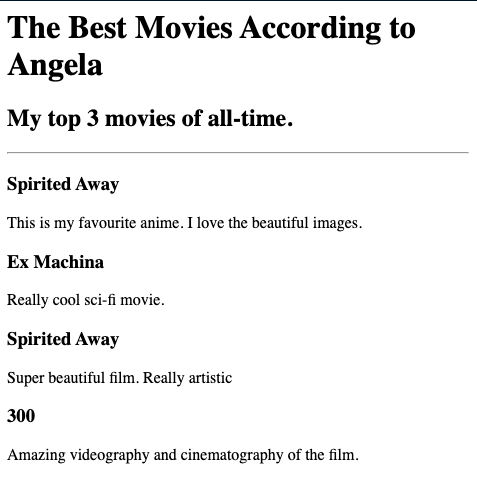 The Best Movies According to
Angela
My top 3 movies of all-time.
Spirited Away
This is my favourite anime. I love the beautiful images.
Ex Machina
Really cool sci-fi movie.
Spirited Away
Super beautiful film. Really artistic
300
Amazing videography and cinematography of the film.